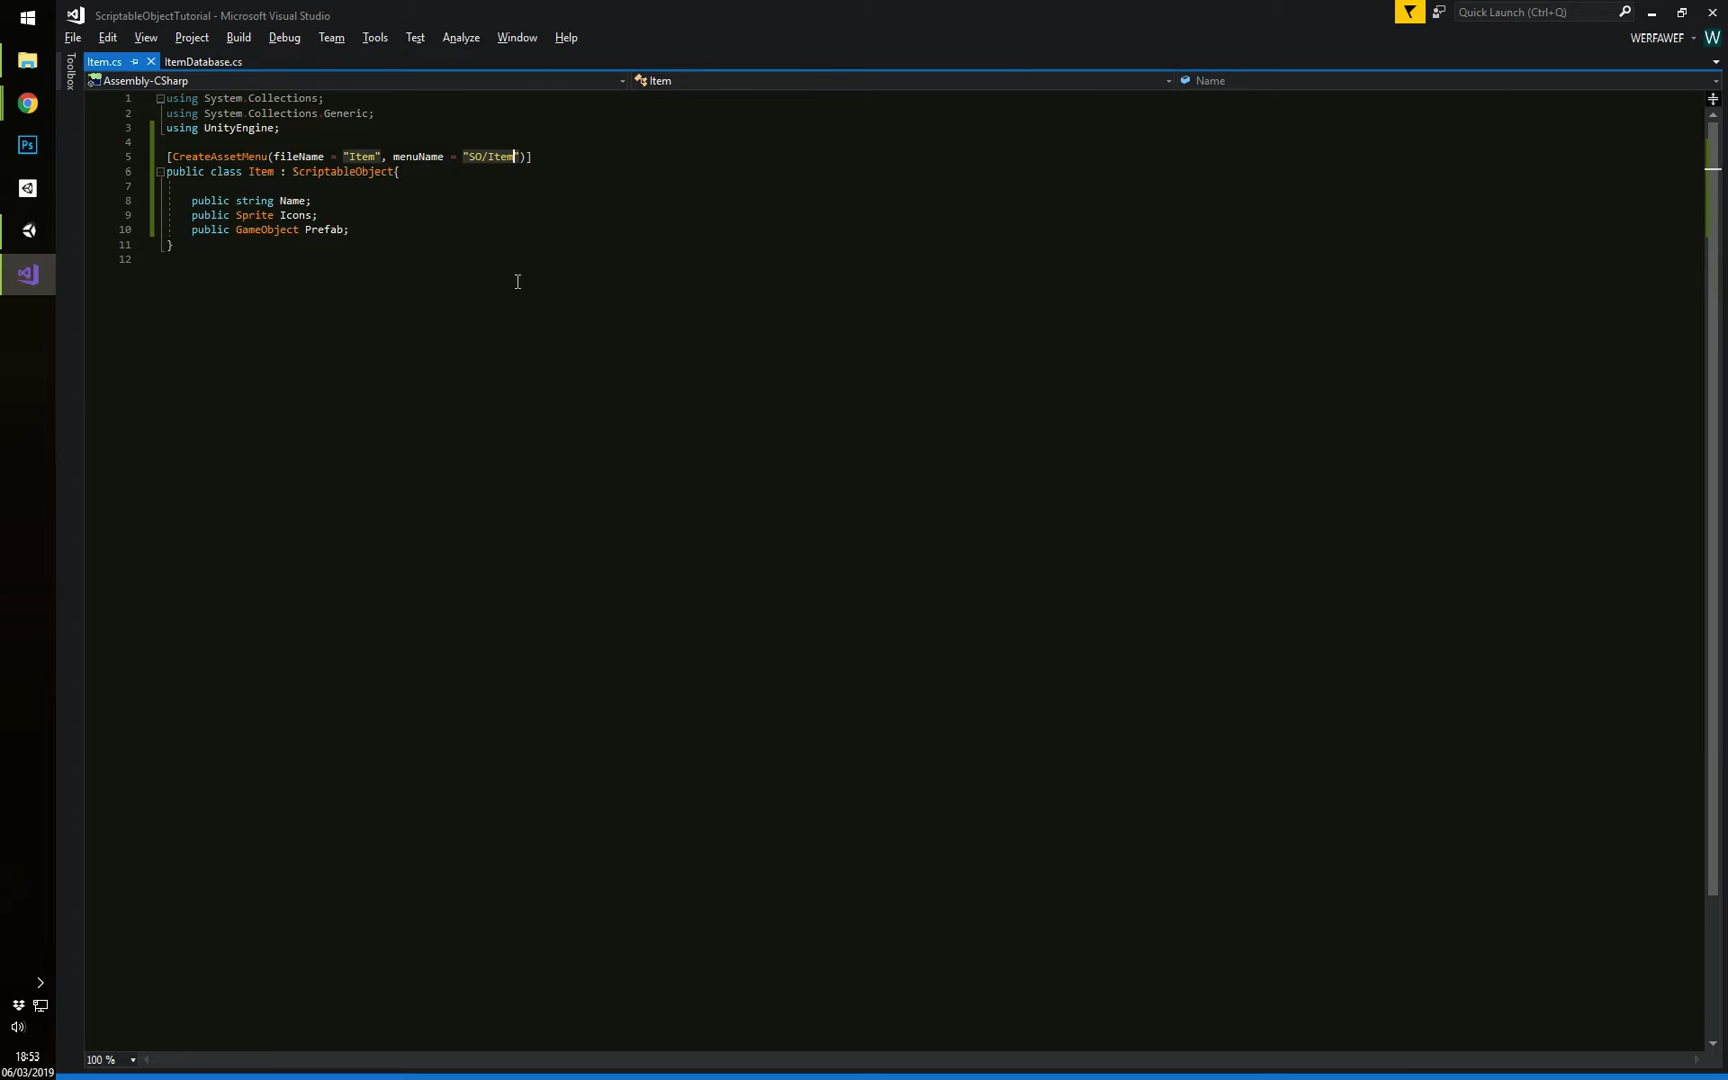 ScriptableObjectTutorial - Microsoft Visual Studio
Quick Launch (Ctrl+Q)
File Edit View Project Build Debug Team Tools Test Analyze Window Help
WERFAWEF W
Toolbox
Item.cs ItemDatabase.cs
Assembly-CSharp Item Name
1 using System.Collections;
2 using System.Collections.Generic;
3 using UnityEngine;
4
5 [CreateAssetMenu(fileName = "Item", menuName = "SO/Item")]
6 public class Item : ScriptableObject{
7
8 public string Name;
9 public Sprite Icons;
10 public GameObject Prefab;
11 }
12
Ps
100 %
18:53
06/03/2019